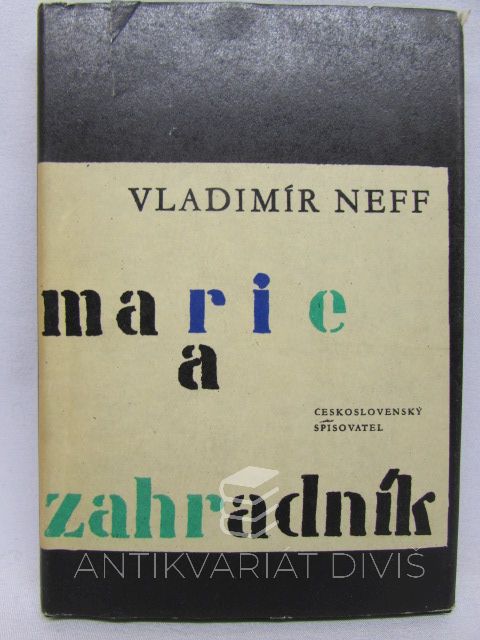 VLADIMÍR NEFF
marie
a
ČESKOSLOVENSKÝ
SPISOVATEL
zahradník
ANTIKVARIÁT DIVIŠ